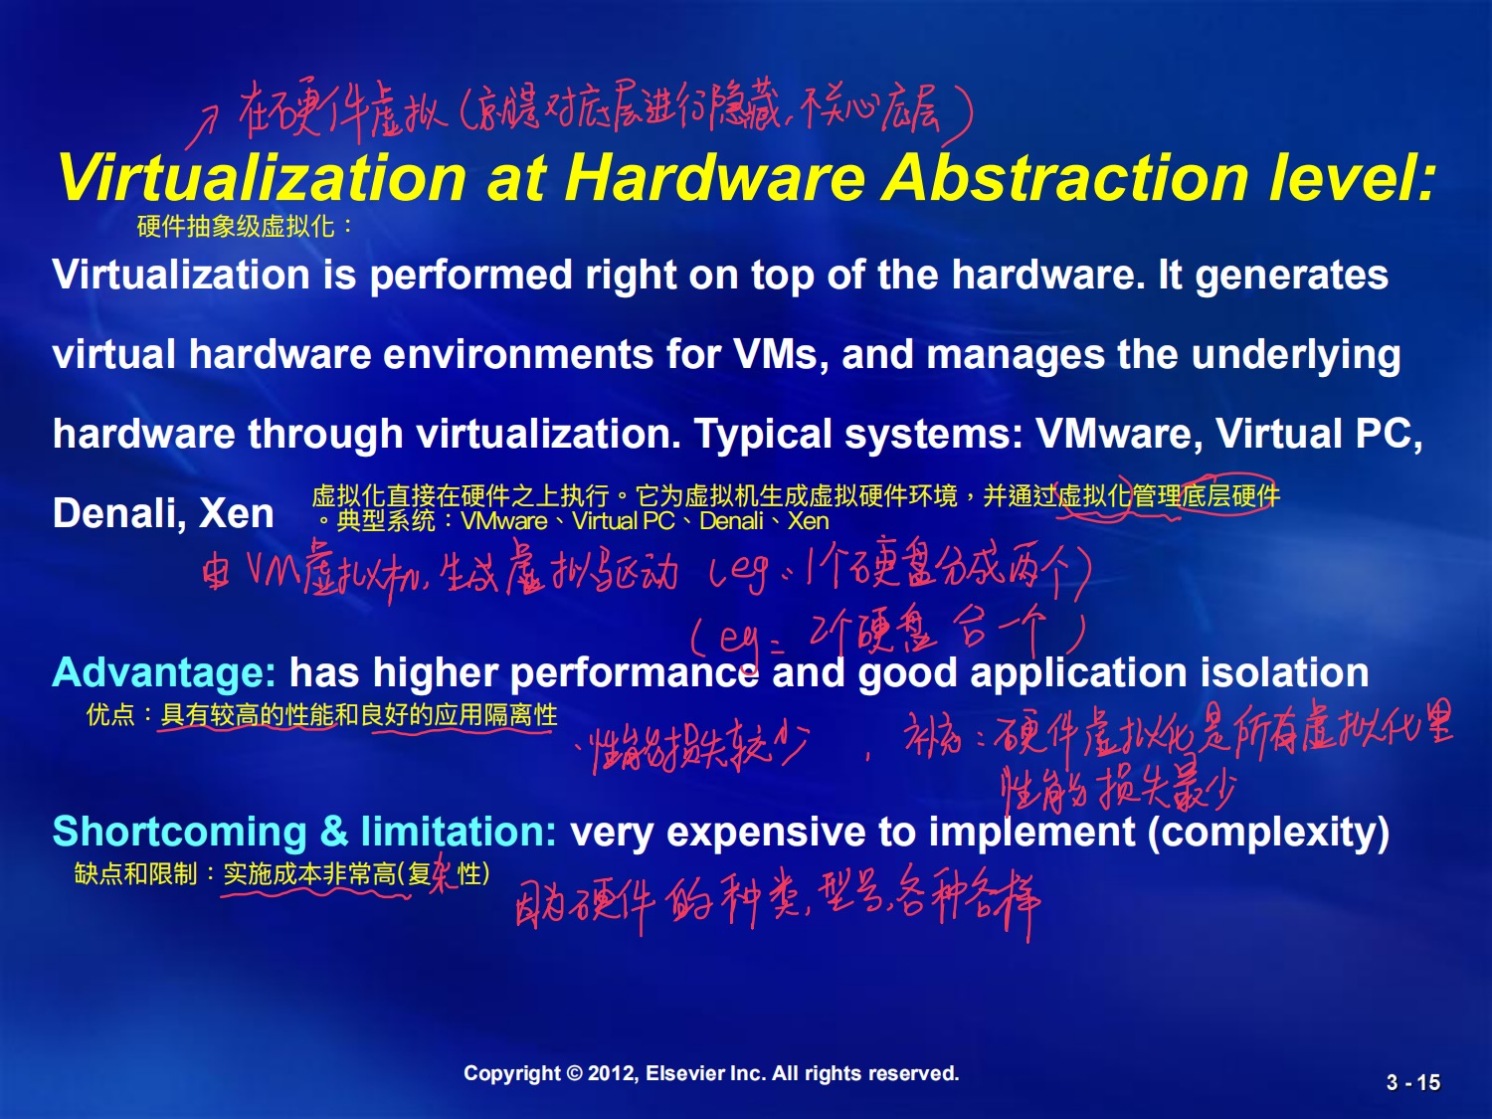 在硬件虚拟(就是对底层进行隐藏,不关心底层)
Virtualization at Hardware Abstraction level:
硬件抽象级虚拟化：
Virtualization is performed right on top of the hardware. It generates
virtual hardware environments for VMs, and manages the underlying
hardware through virtualization. Typical systems: VMware, Virtual PC,
Denali, Xen
虚拟化直接在硬件之上执行。它为虚拟机生成虚拟硬件环境，并通过虚拟化管理底层硬件
。典型系统：VMware、Virtual PC、Denali、Xen
由VM虚拟机,生成虚拟驱动(eg:1个硬盘分成两个)
(eg: 2个硬盘合一个)
Advantage: has higher performance and good application isolation
优点：具有较高的性能和良好的应用隔离性
、性能损失较少，补充：硬件虚拟化是所有虚拟化里
性能损失最少
Shortcoming & limitation: very expensive to implement (complexity)
缺点和限制：实施成本非常高(复杂性)
因为硬件的种类,型号,各种各样
Copyright © 2012, Elsevier Inc. All rights reserved.
3 - 15